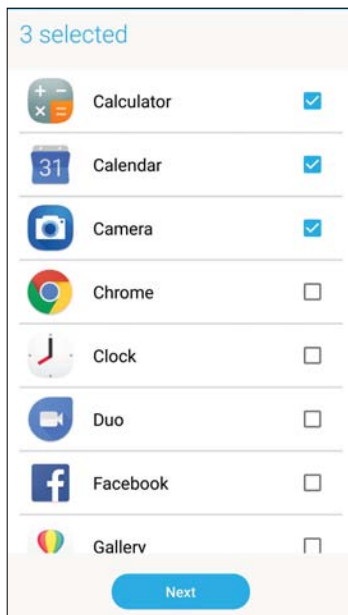 3 selected
Calculator
31
Calendar
Camera
Chrome
Clock
Duo
Facebook
Gallery
Next